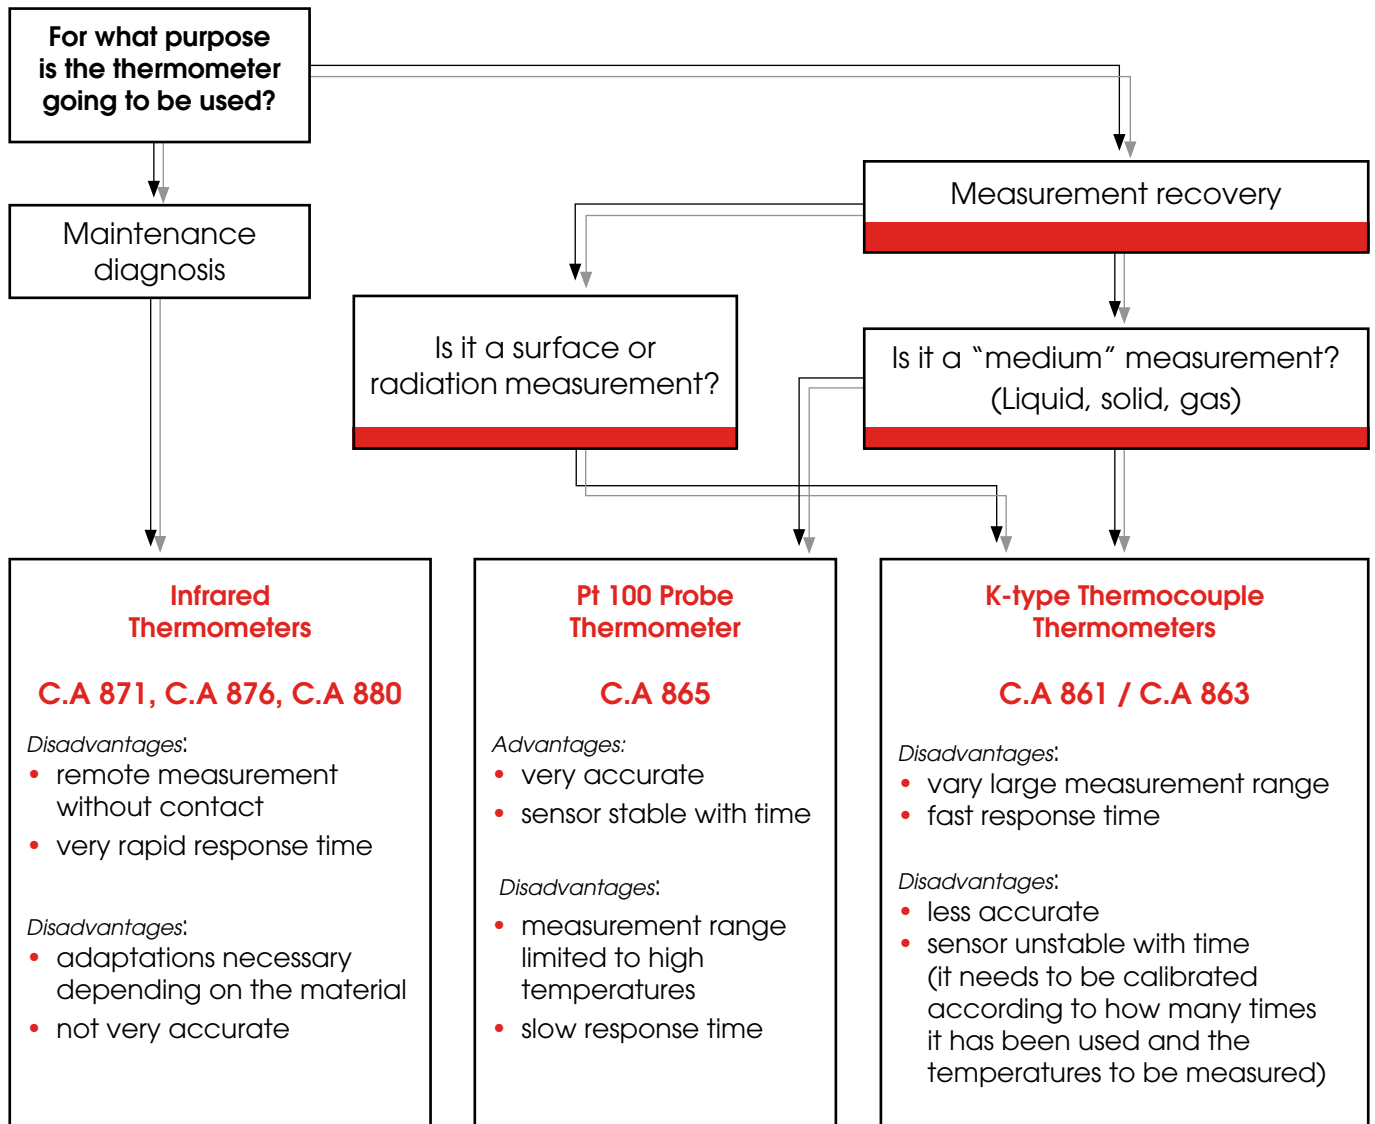 For what purpose
is the thermometer
going to be used?
Measurement recovery
Maintenance
diagnosis
Is it a surface or
radiation measurement?
Is it a “medium” measurement?
(Liquid, solid, gas)
Infrared
Thermometers
C.A 871, C.A 876, C.A 880
Disadvantages:
• remote measurement
without contact
• very rapid response time
Disadvantages:
• adaptations necessary
depending on the material
• not very accurate
Pt 100 Probe
Thermometer
C.A 865
Advantages:
• very accurate
• sensor stable with time
Disadvantages:
• measurement range
limited to high
temperatures
• slow response time
K-type Thermocouple
Thermometers
C.A 861 / C.A 863
Disadvantages:
• vary large measurement range
• fast response time
Disadvantages:
• less accurate
• sensor unstable with time
(it needs to be calibrated
according to how many times
it has been used and the
temperatures to be measured)